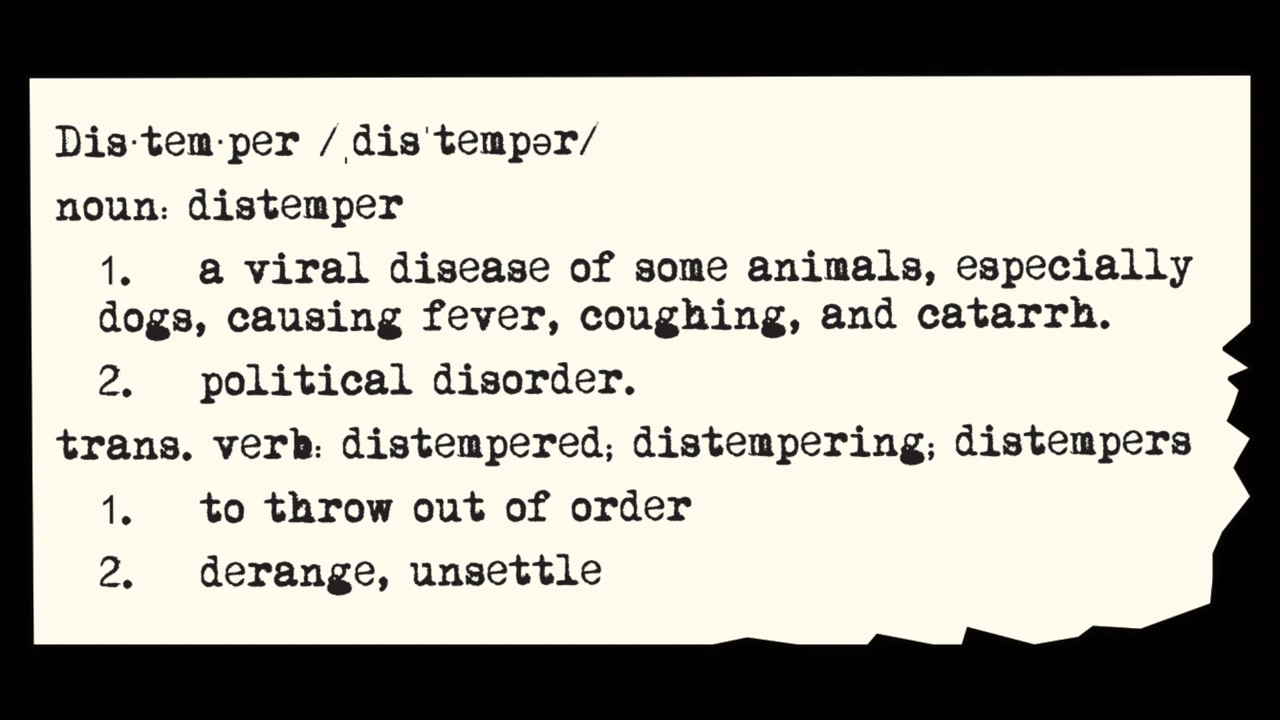 Dis·tem·per /ˌdisˈtempər/
noun: distemper
1. a viral disease of some animals, especially
dogs, causing fever, coughing, and catarrh.
2. political disorder.
trans. verb: distempered; distempering; distempers
1. to throw out of order
2. derange, unsettle